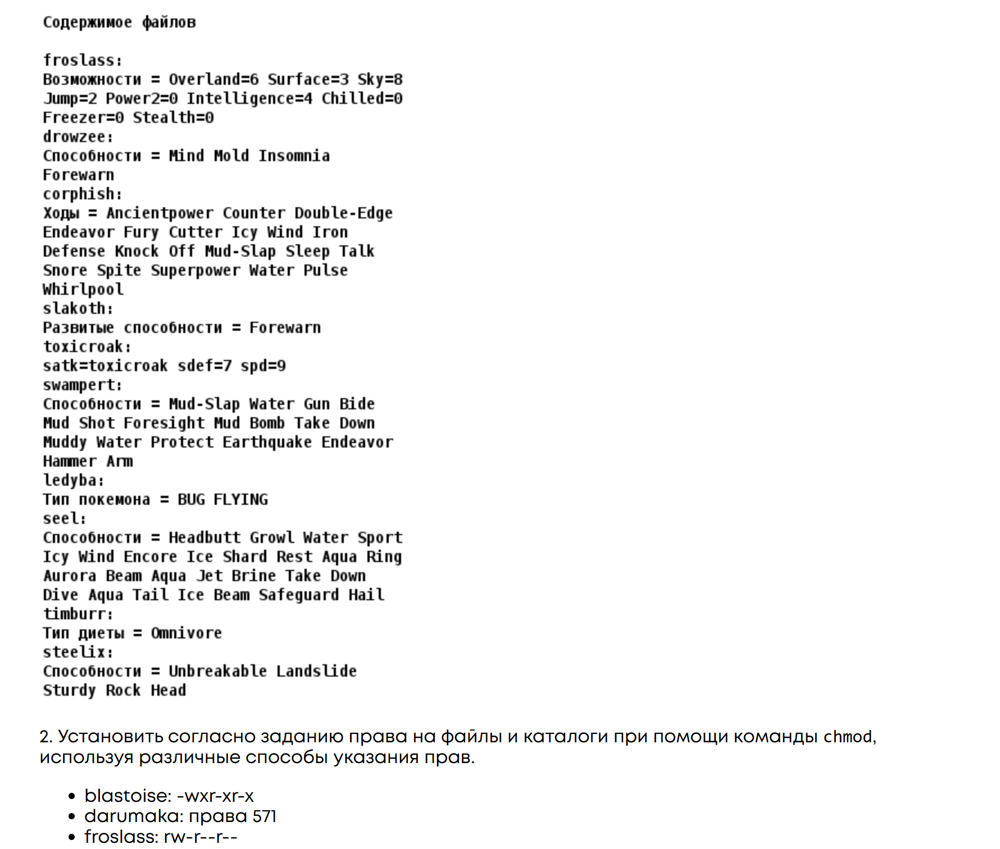 Содержимое файлов
froslass:
Возможности = Overland=6 Surface=3 Sky=8
Jump=2 Power2=0 Intelligence=4 Chilled=0
Freezer=0 Stealth=0
drowzee:
Способности = Mind Mold Insomnia
Forewarn
corphish:
Ходы = Ancientpower Counter Double-Edge
Endeavor Fury Cutter Icy Wind Iron
Defense Knock Off Mud-Slap Sleep Talk
Snore Spite Superpower Water Pulse
Whirlpool
slakoth:
Развитые способности = Forewarn
toxicroak:
satk=toxicroak sdef=7 spd=9
swampert:
Способности = Mud-Slap Water Gun Bide
Mud Shot Foresight Mud Bomb Take Down
Muddy Water Protect Earthquake Endeavor
Hammer Arm
ledyba:
Тип покемона = BUG FLYING
seel:
Способности = Headbutt Growl Water Sport
Icy Wind Encore Ice Shard Rest Aqua Ring
Aurora Beam Aqua Jet Brine Take Down
Dive Aqua Tail Ice Beam Safeguard Hail
timburr:
Тип диеты = Omnivore
steelix:
Способности = Unbreakable Landslide
Sturdy Rock Head
2. Установить согласно заданию права на файлы и каталоги при помощи команды chmod,
используя различные способы указания прав.
• blastoise: -wxr-xr-x
• darumaka: права 571
• froslass: rw-r--r--